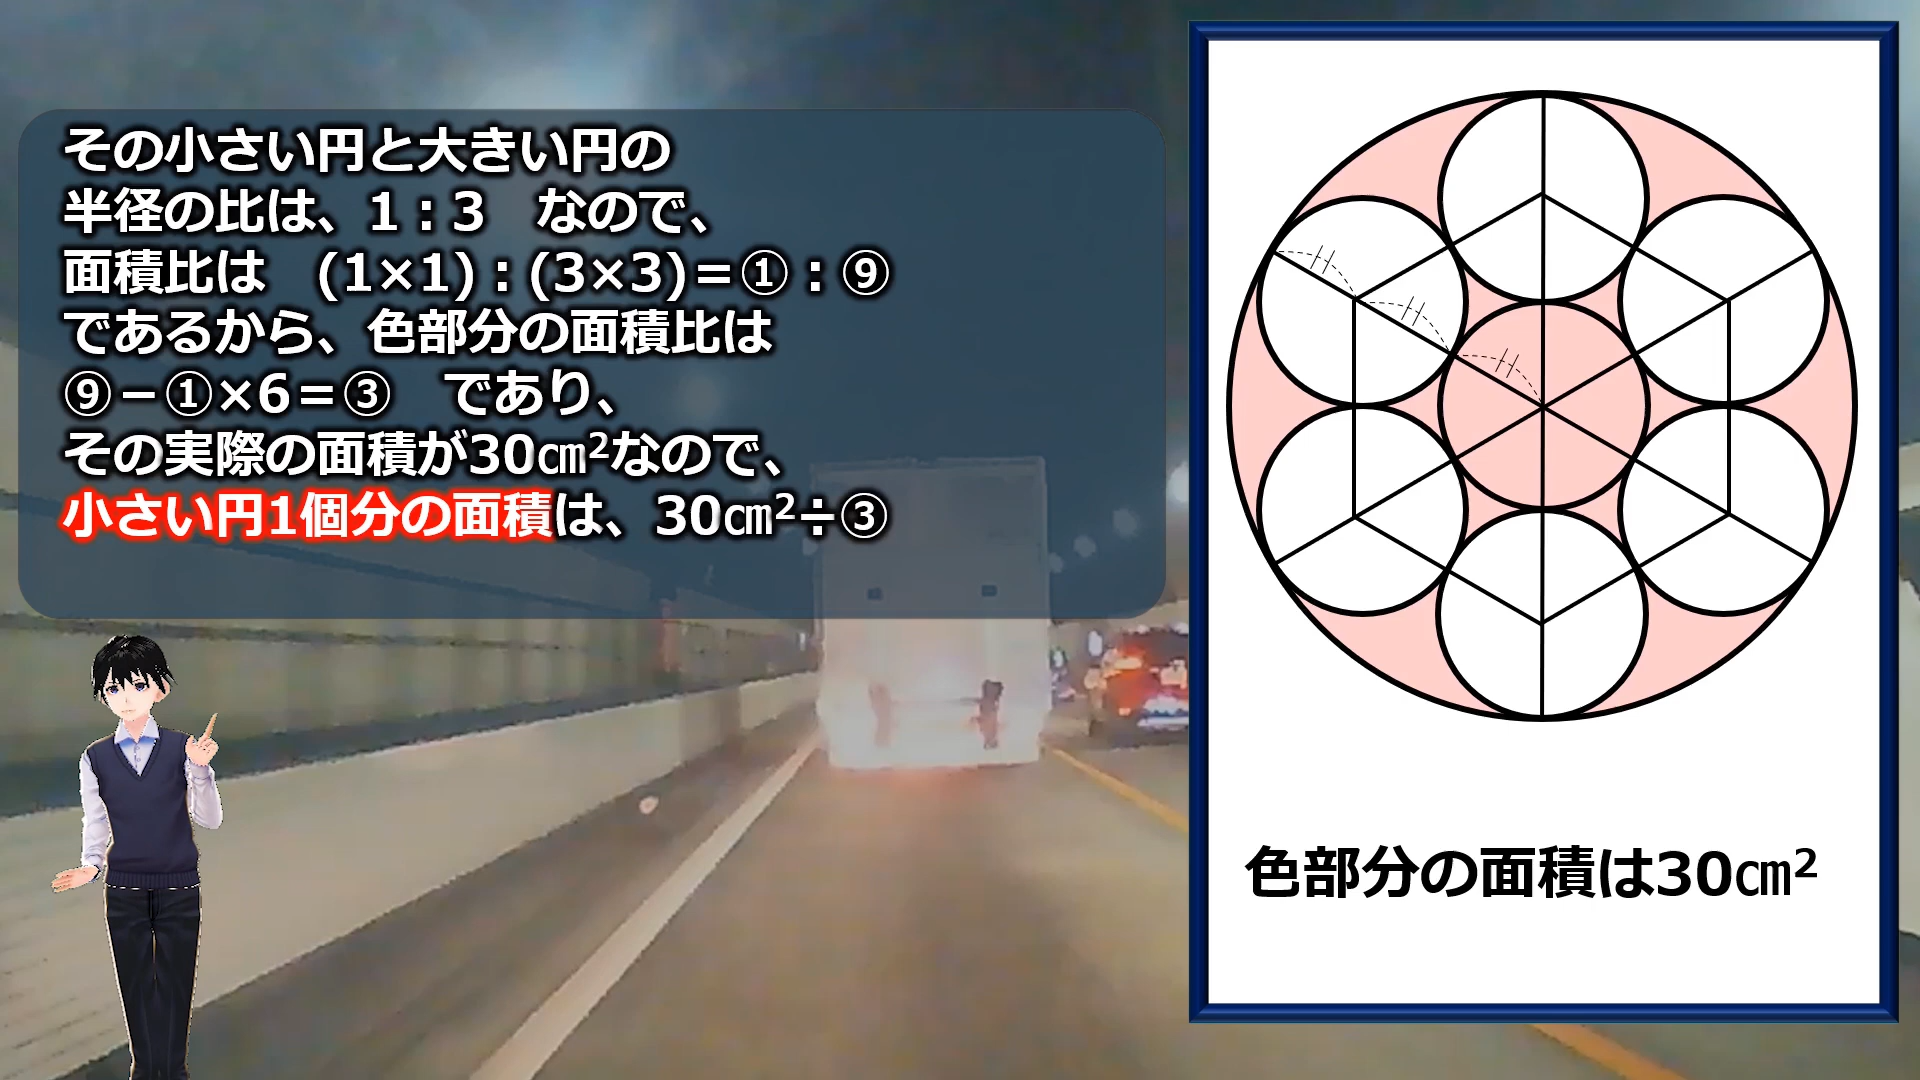 その小さい円と大きい円の
半径の比は、1：3　なので、
面積比は　(1×1)：(3×3)＝①：⑨
であるから、色部分の面積比は
⑨－①×6＝③　であり、
その実際の面積が30㎝²なので、
小さい円1個分の面積は、30㎝²÷③
色部分の面積は30㎝²